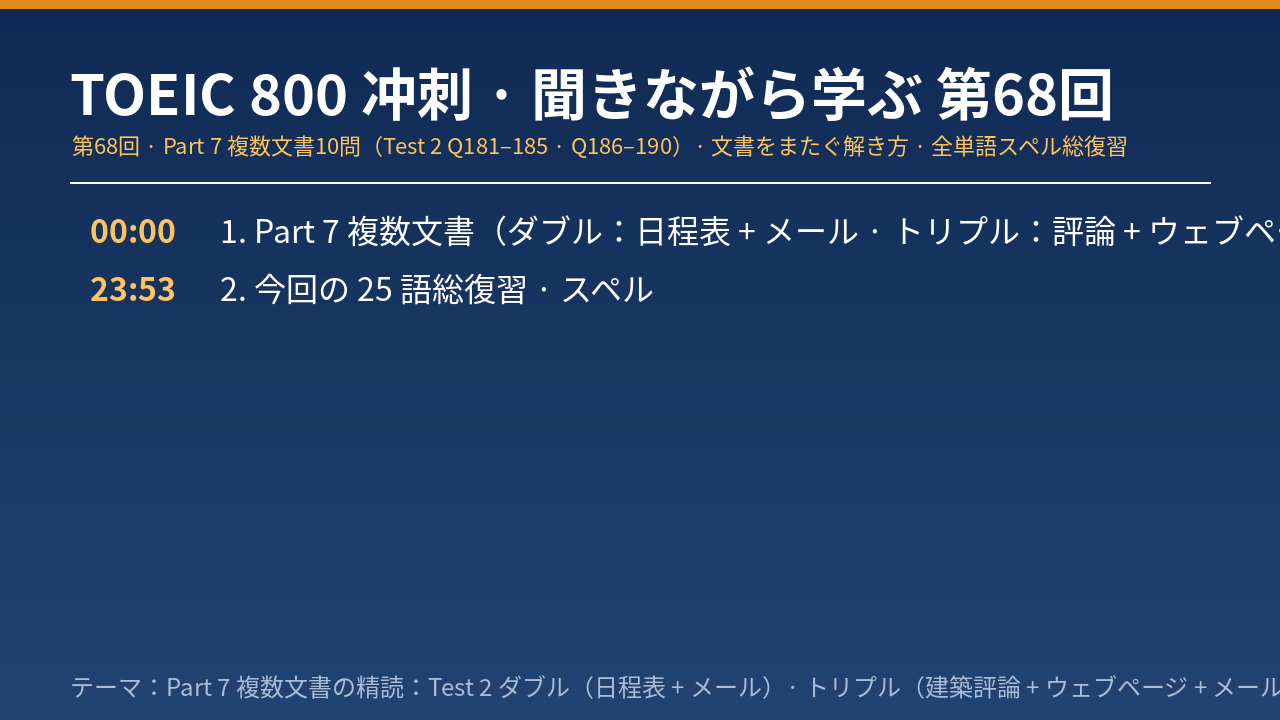 TOEIC 800 冲刺 · 聞きながら学ぶ 第68回
第68回 · Part 7 複数文書10問（Test 2 Q181–185 · Q186–190）· 文書をまたぐ解き方 · 全単語スペル総復習
00:00 1. Part 7 複数文書（ダブル：日程表 + メール · トリプル：評論 + ウェブペ
23:53 2. 今回の 25 語総復習 · スペル
テーマ：Part 7 複数文書の精読：Test 2 ダブル（日程表 + メール）· トリプル（建築評論 + ウェブページ + メール